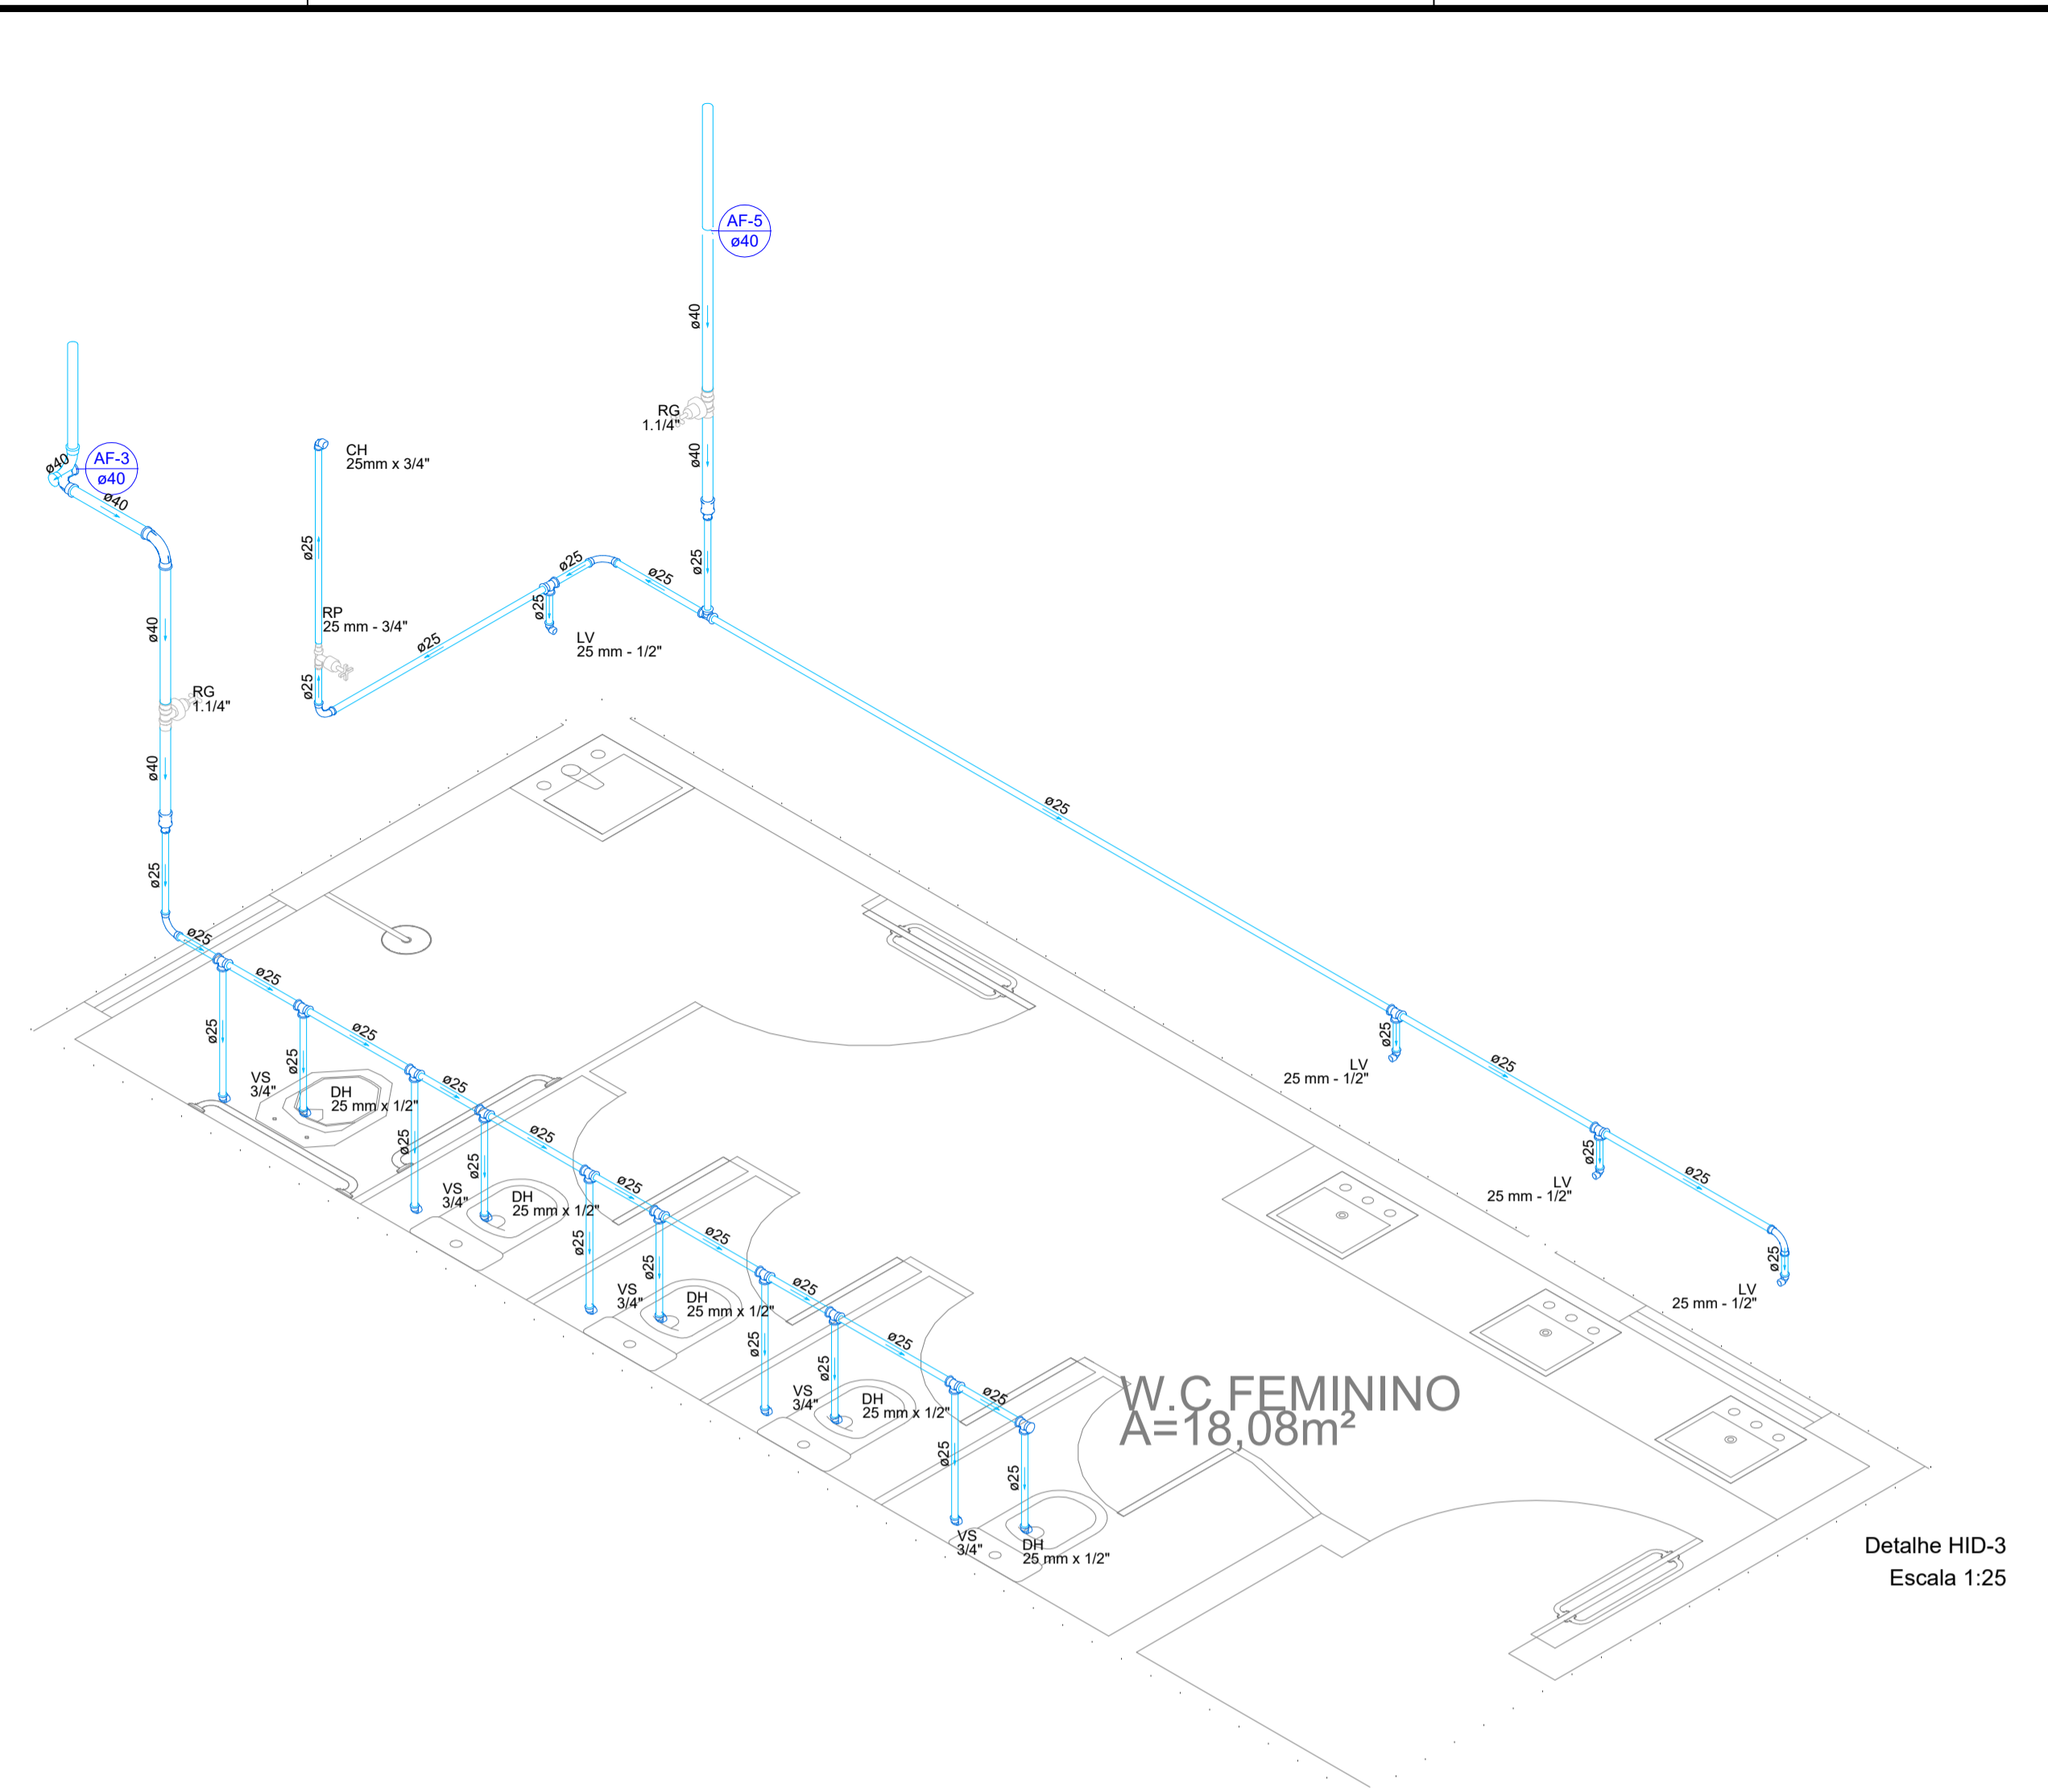 AF-5
ø40
ø40
RG
1.1/4"
ø40
ø25
AF-3
ø40
ø40
ø40
CH
25mm x 3/4"
ø25
RP
25 mm - 3/4"
ø25
ø25
ø25
ø25
ø25
LV
25 mm - 1/2"
ø40
RG
1.1/4"
ø40
ø25
ø25
ø25
ø25
ø25
ø25
ø25
ø25
ø25
ø25
ø25
ø25
ø25
VS
3/4"
DH
25 mm x 1/2"
ø25
ø25
VS
3/4"
DH
25 mm x 1/2"
ø25
ø25
VS
3/4"
DH
25 mm x 1/2"
ø25
ø25
VS
3/4"
DH
25 mm x 1/2"
ø25
ø25
VS
3/4"
DH
25 mm x 1/2"
ø25
ø25
LV
25 mm - 1/2"
ø25
ø25
LV
25 mm - 1/2"
ø25
ø25
LV
25 mm - 1/2"
W.C FEMININO
A=18,08m²
Detalhe HID-3
Escala 1:25